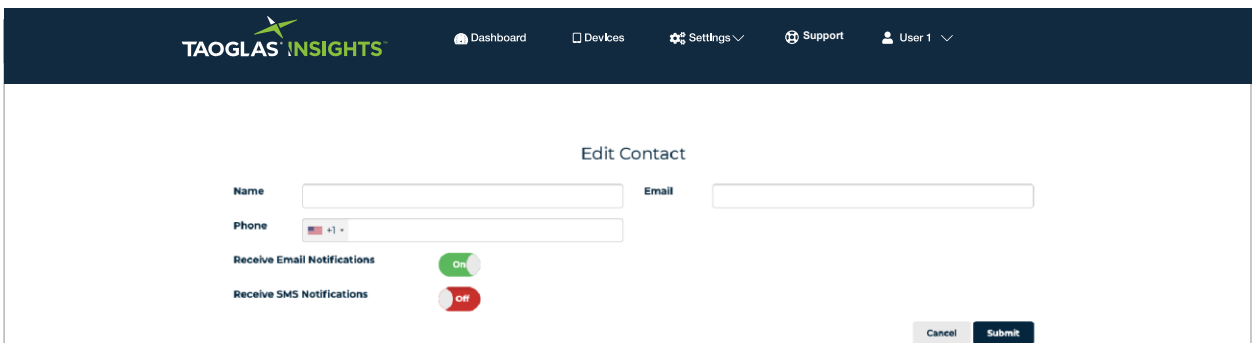 TAOGLAS INSIGHTS™ Dashboard Devices Settings Support User 1
Edit Contact
Name Email
Phone +1
Receive Email Notifications On
Receive SMS Notifications Off
Cancel Submit